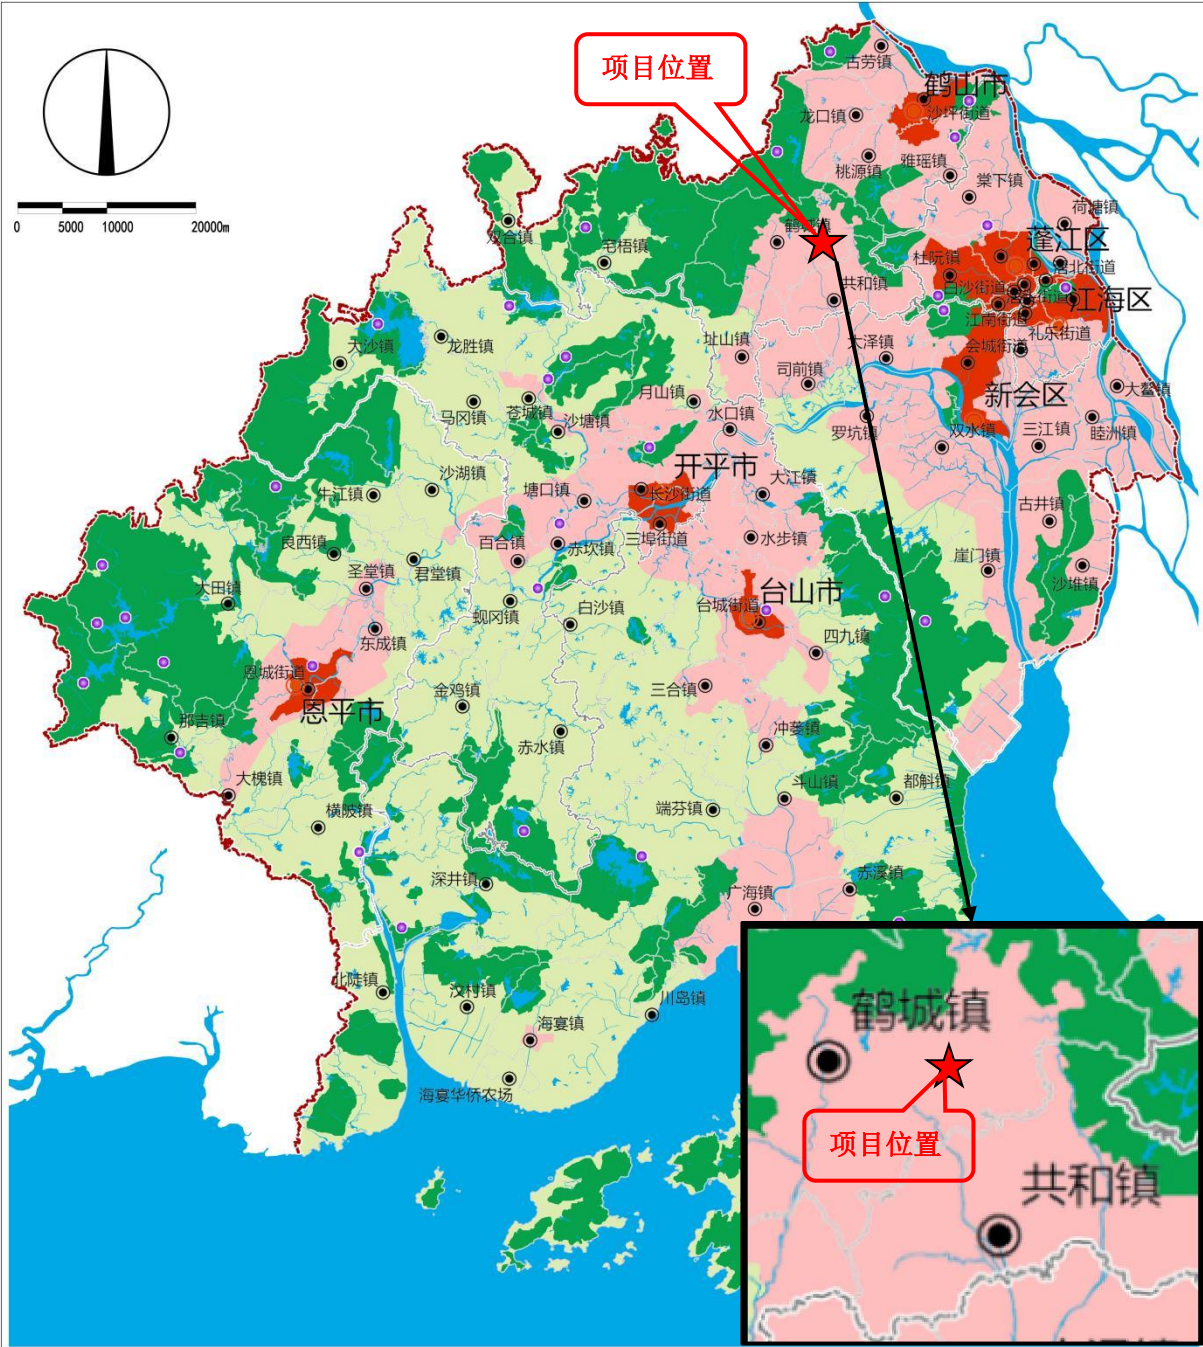 项目位置
古劳镇
鹤山市
沙坪街道
龙口镇
雅瑶镇
桃源镇
棠下镇
荷塘镇
鹤城镇
双合镇
宅梧镇
蓬江区
杜阮镇
白沙街道
江海区
共和镇
江南街道
礼乐街道
0 5000 10000 20000m
大沙镇
龙胜镇
址山镇
大泽镇
会城街道
司前镇
大鳌镇
新会区
月山镇
马冈镇
苍城镇
沙塘镇
水口镇
罗坑镇
双水镇
三江镇
睦洲镇
开平市
沙湖镇
牛江镇
塘口镇
长沙街道
大江镇
古井镇
三埠街道
水步镇
良西镇
百合镇
赤坎镇
崖门镇
沙堆镇
圣堂镇
君堂镇
大田镇
台山市
台城街道
蚬冈镇
白沙镇
东成镇
四九镇
恩城街道
恩平市
金鸡镇
三合镇
那吉镇
赤水镇
冲蒌镇
大槐镇
斗山镇
都斛镇
横陂镇
端芬镇
深井镇
广海镇
赤溪镇
北陡镇
汶村镇
川岛镇
海宴镇
海宴华侨农场
鹤城镇
项目位置
共和镇